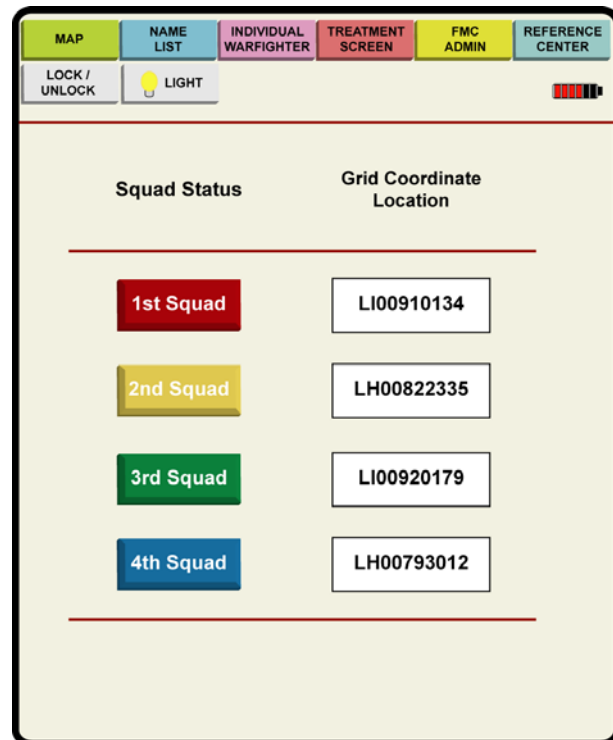 MAP
NAME
LIST
INDIVIDUAL
WARFIGHTER
TREATMENT
SCREEN
FMC
ADMIN
REFERENCE
CENTER
LOCK /
UNLOCK
LIGHT
Squad Status
Grid Coordinate
Location
1st Squad
LI00910134
2nd Squad
LH00822335
3rd Squad
LI00920179
4th Squad
LH00793012